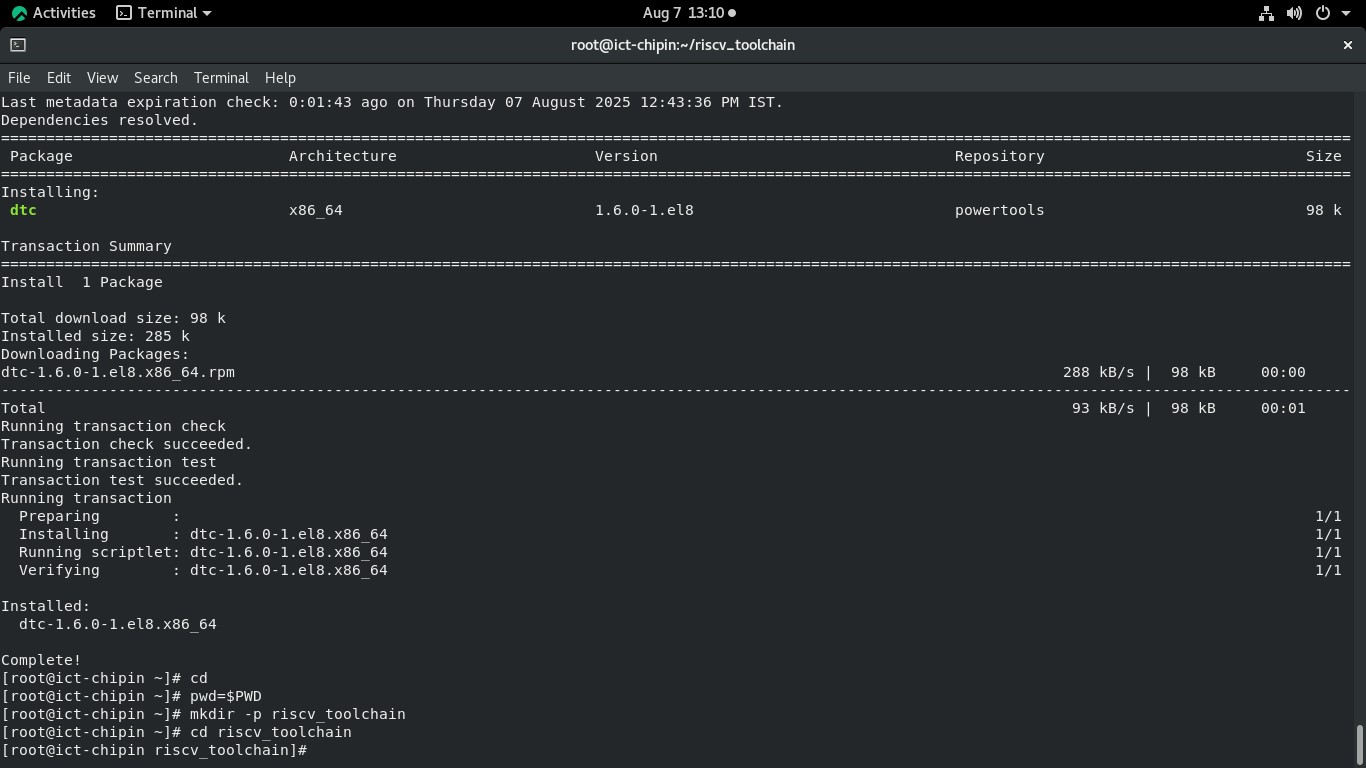 Activities Terminal Aug 7 13:10
root@ict-chipin:~/riscv_toolchain
File Edit View Search Terminal Help
Last metadata expiration check: 0:01:43 ago on Thursday 07 August 2025 12:43:36 PM IST.
Dependencies resolved.
================================================================================
Package Architecture Version Repository Size
================================================================================
Installing:
dtc x86_64 1.6.0-1.el8 powertools 98 k
Transaction Summary
================================================================================
Install  1 Package
Total download size: 98 k
Installed size: 285 k
Downloading Packages:
dtc-1.6.0-1.el8.x86_64.rpm 288 kB/s | 98 kB 00:00
--------------------------------------------------------------------------------
Total 93 kB/s | 98 kB 00:01
Running transaction check
Transaction check succeeded.
Running transaction test
Transaction test succeeded.
Running transaction
Preparing : 1/1
Installing : dtc-1.6.0-1.el8.x86_64 1/1
Running scriptlet: dtc-1.6.0-1.el8.x86_64 1/1
Verifying : dtc-1.6.0-1.el8.x86_64 1/1
Installed:
dtc-1.6.0-1.el8.x86_64
Complete!
[root@ict-chipin ~]# cd
[root@ict-chipin ~]# pwd=$PWD
[root@ict-chipin ~]# mkdir -p riscv_toolchain
[root@ict-chipin ~]# cd riscv_toolchain
[root@ict-chipin riscv_toolchain]#